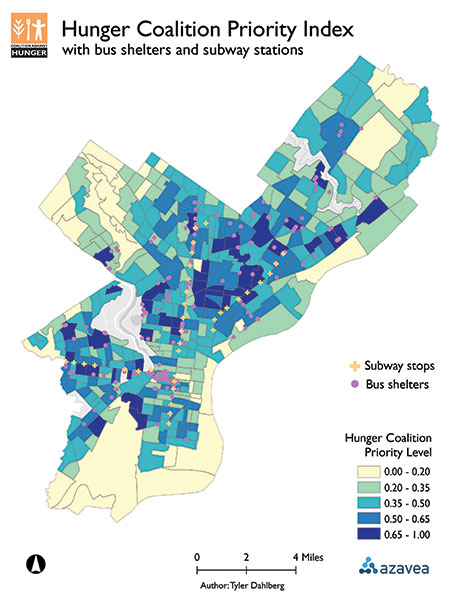 COALITION AGAINST
HUNGER
Hunger Coalition Priority Index
with bus shelters and subway stations
Subway stops
Bus shelters
Hunger Coalition
Priority Level
0.00 - 0.20
0.20 - 0.35
0.35 - 0.50
0.50 - 0.65
0.65 - 1.00
0 2 4 Miles
Author: Tyler Dahlberg
azavea